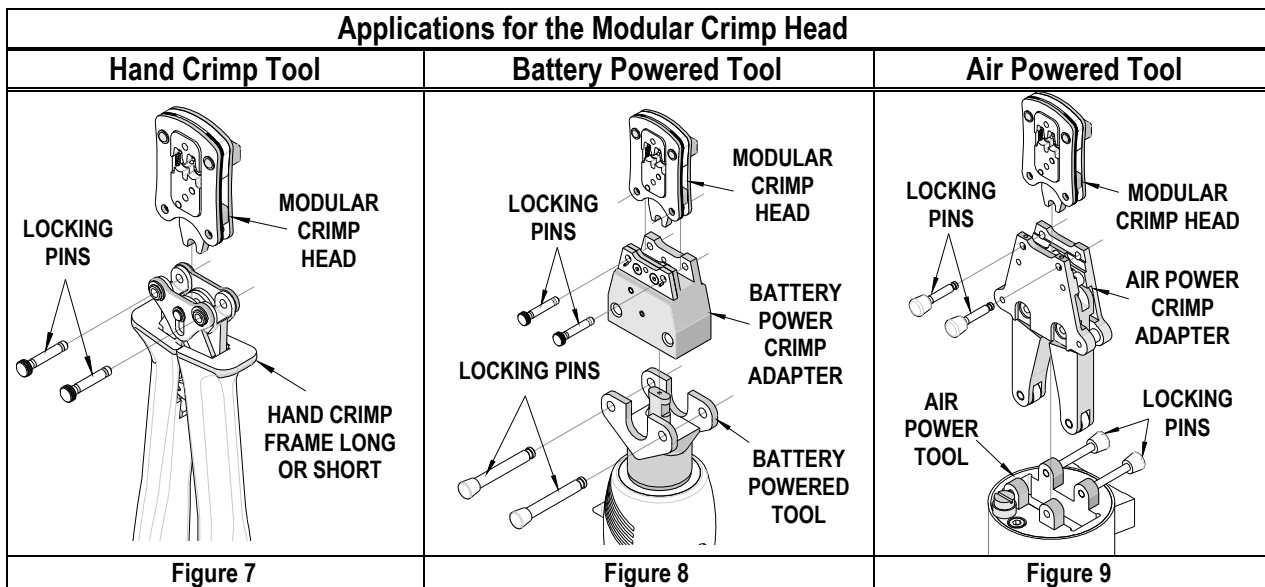 Applications for the Modular Crimp Head
Hand Crimp Tool
Battery Powered Tool
Air Powered Tool
MODULAR
CRIMP
HEAD
LOCKING
PINS
HAND CRIMP
FRAME LONG
OR SHORT
MODULAR
CRIMP
HEAD
LOCKING
PINS
BATTERY
POWER
CRIMP
ADAPTER
LOCKING PINS
BATTERY
POWERED
TOOL
LOCKING
PINS
MODULAR
CRIMP HEAD
AIR POWER
CRIMP
ADAPTER
AIR
POWER
TOOL
LOCKING
PINS
Figure 7
Figure 8
Figure 9